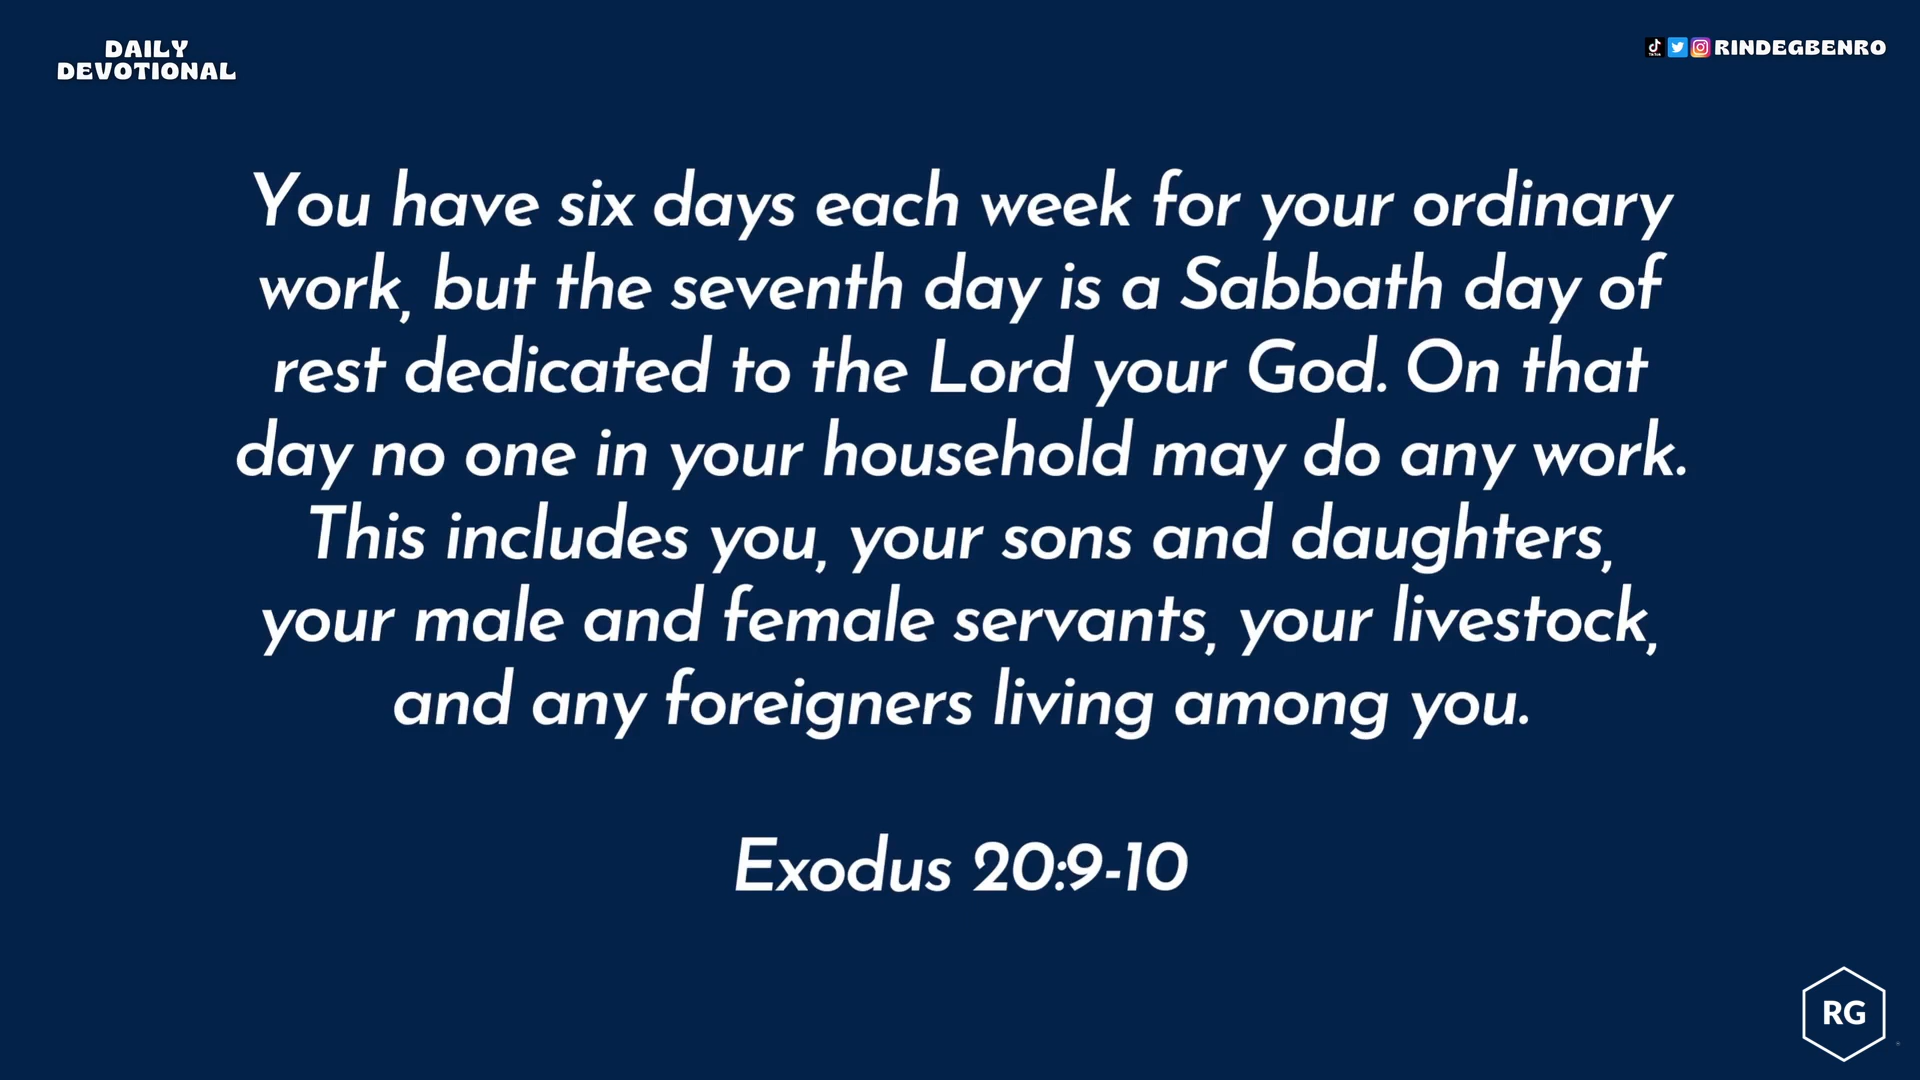 DAILY
DEVOTIONAL
RINDEGBENRO
You have six days each week for your ordinary
work, but the seventh day is a Sabbath day of
rest dedicated to the Lord your God. On that
day no one in your household may do any work.
This includes you, your sons and daughters,
your male and female servants, your livestock,
and any foreigners living among you.
Exodus 20:9-10
RG